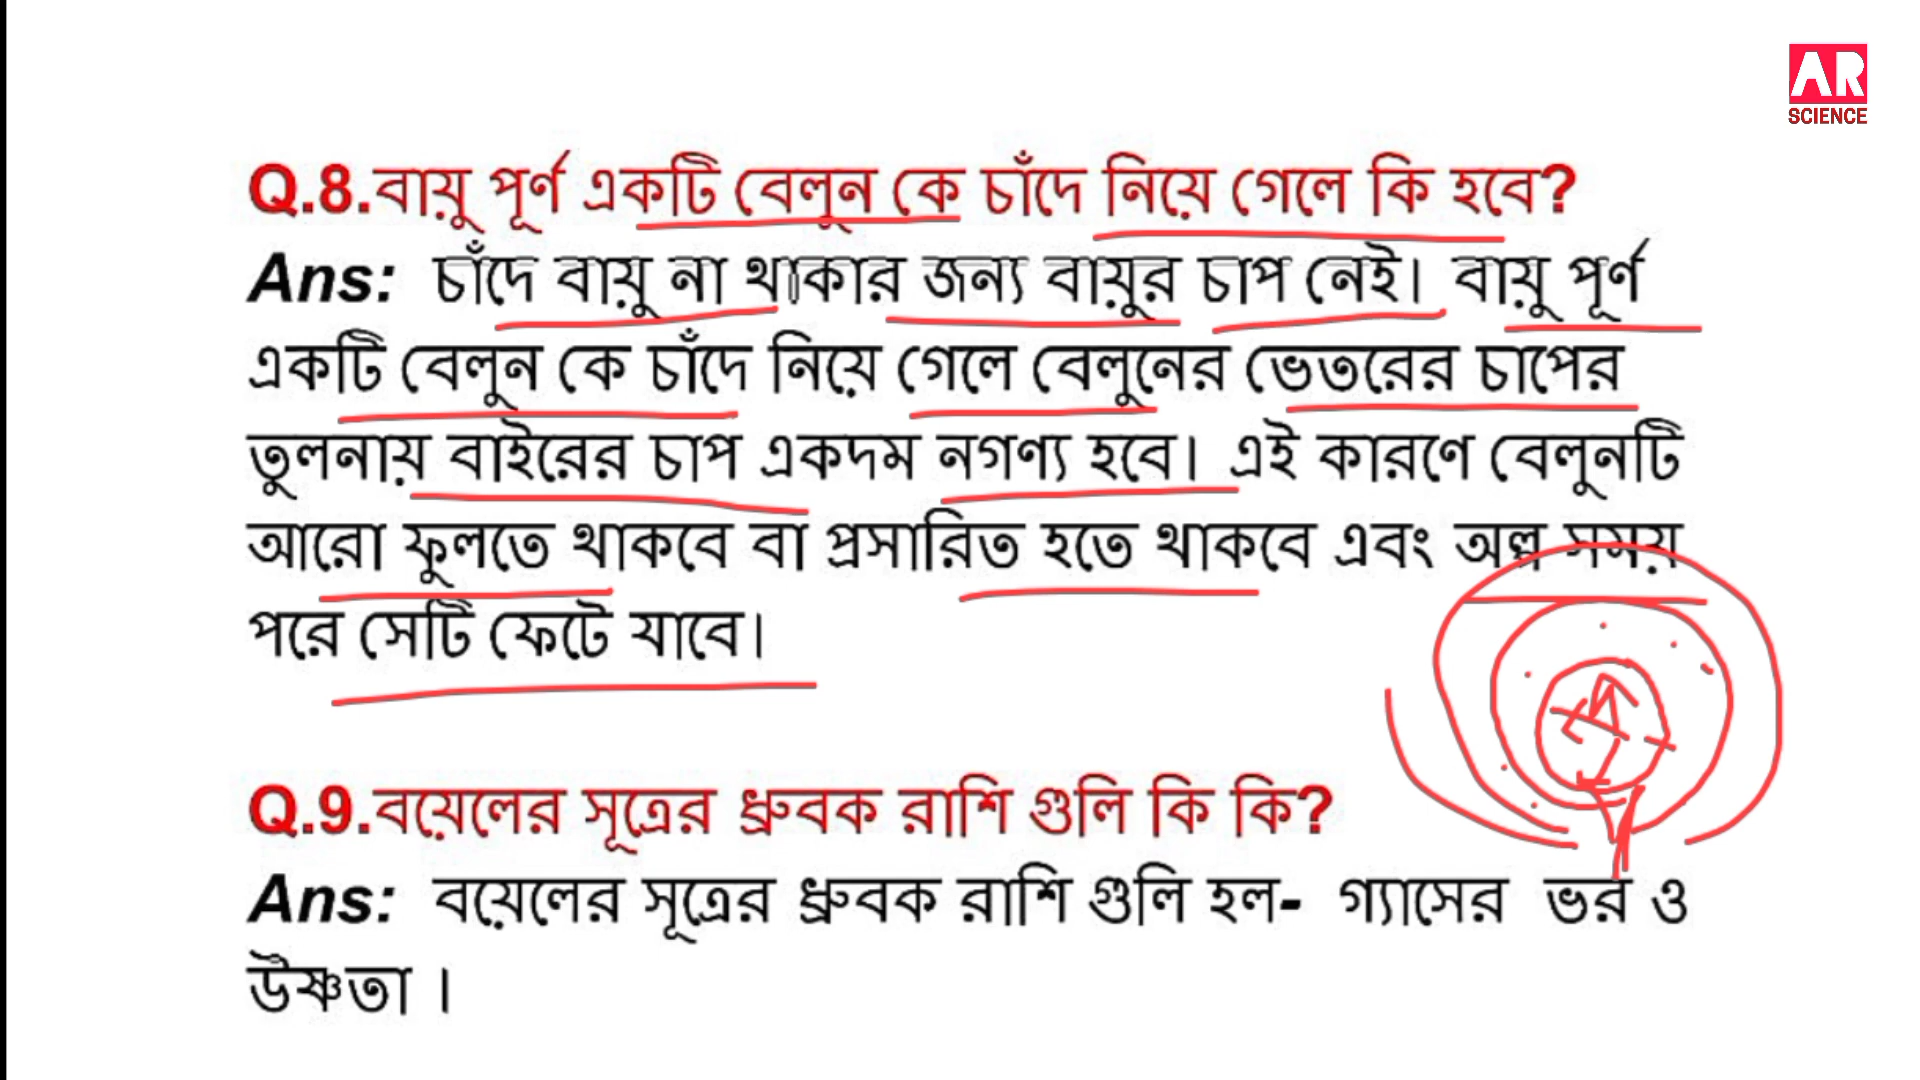 AR
SCIENCE
Q.8.বায়ু পূর্ণ একটি বেলুন কে চাঁদে নিয়ে গেলে কি হবে?
Ans: চাঁদে বায়ু না থাকার জন্য বায়ুর চাপ নেই। বায়ু পূর্ণ
একটি বেলুন কে চাঁদে নিয়ে গেলে বেলুনের ভেতরের চাপের
তুলনায় বাইরের চাপ একদম নগণ্য হবে। এই কারণে বেলুনটি
আরো ফুলতে থাকবে বা প্রসারিত হতে থাকবে এবং অল্প সময়
পরে সেটি ফেটে যাবে।
Q.9.বয়েলের সূত্রের ধ্রুবক রাশি গুলি কি কি?
Ans: বয়েলের সূত্রের ধ্রুবক রাশি গুলি হল- গ্যাসের ভর ও
উষ্ণতা ।